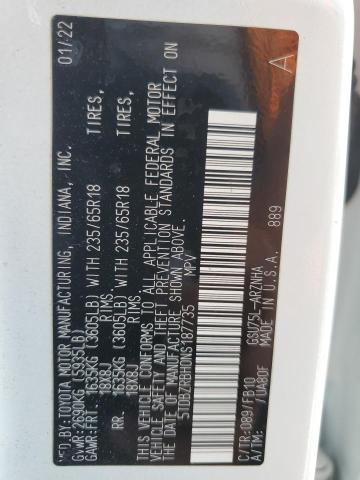 MFD.BY: TOYOTA MOTOR MANUFACTURING, INDIANA, INC. 01/22
GVWR: 2690KG (5935LB)
GAWR:FRT. 1635KG (3605LB) WITH 235/65R18 TIRES,
18X8J RIMS
RR. 1635KG (3605LB) WITH 235/65R18 TIRES,
18X8J RIMS
THIS VEHICLE CONFORMS TO ALL APPLICABLE FEDERAL MOTOR
VEHICLE SAFETY AND THEFT PREVENTION STANDARDS IN EFFECT ON
THE DATE OF MANUFACTURE SHOWN ABOVE.
5TDBZRBH0NS187735 MPV
889
C/TR:089/FB10 GSU75L-ARZNHA A
A/TM: /UA80F MADE IN U.S.A.